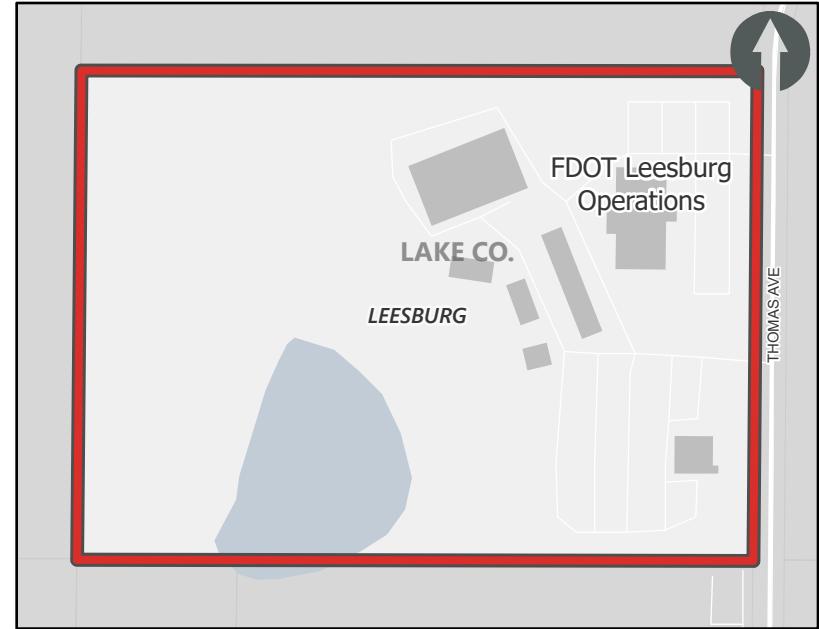 FDOT Leesburg
Operations
LAKE CO.
LEESBURG
THOMAS AVE